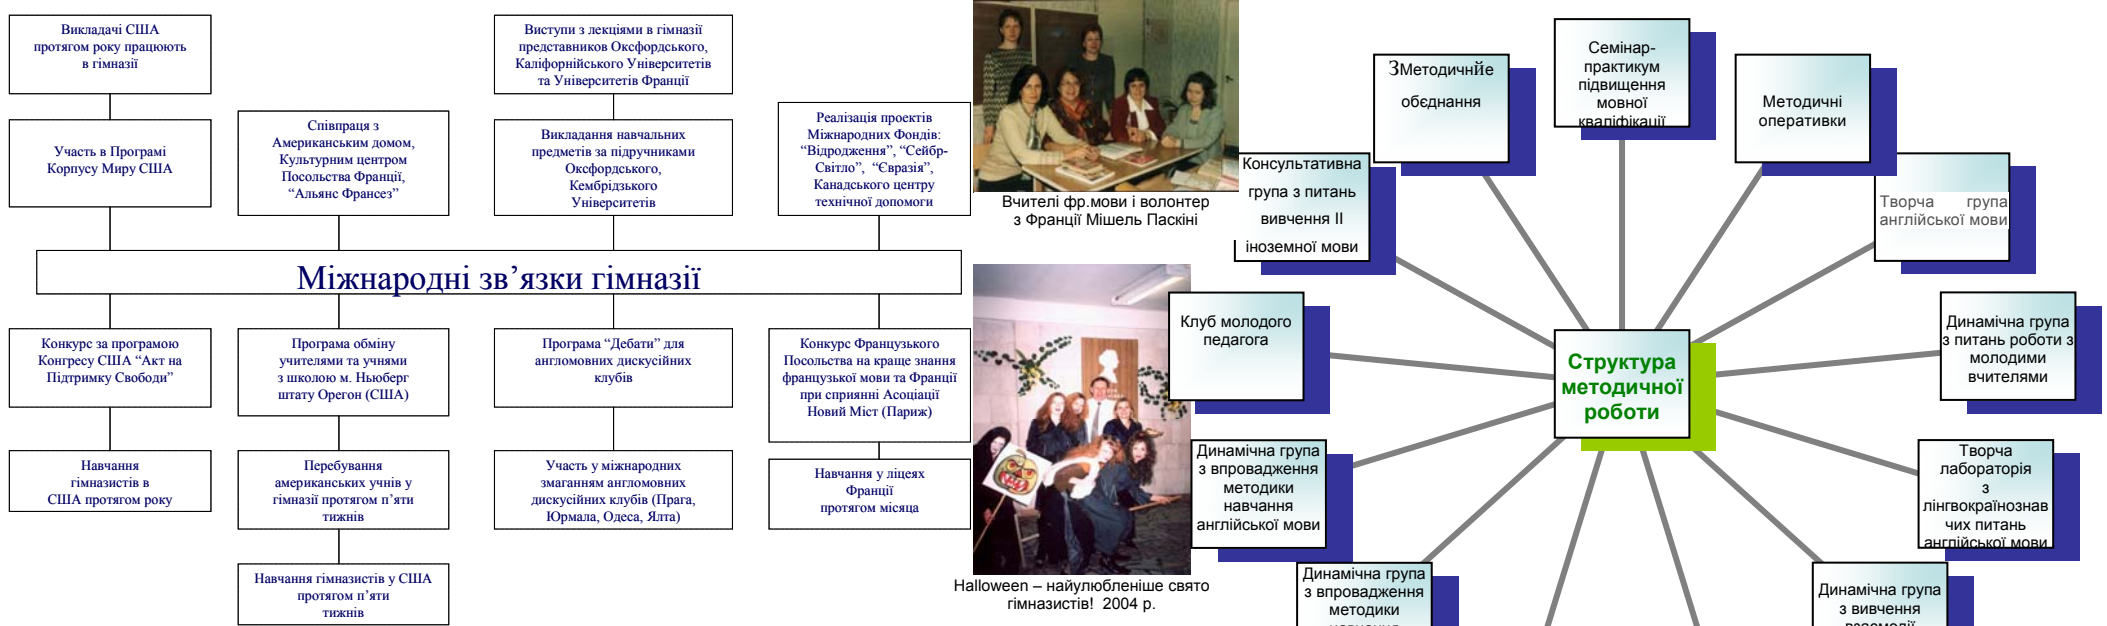 Викладачі США
протягом року працюють
в гімназії
Участь в Програмі
Корпусу Миру США
Співпраця з
Американським домом,
Культурним центром
Посольства Франції,
“Альянс Франсез”
Виступи з лекціями в гімназії
представників Оксфордського,
Каліфорнійського Університетів
та Університетів Франції
Викладання навчальних
предметів за підручниками
Оксфордського,
Кембрідзького
Університетів
Реалізація проектів
Міжнародних Фондів:
“Відродження”, “Сейбр-
Світло”, “Євразія”,
Канадського центру
технічної допомоги
Міжнародні зв’язки гімназії
Конкурс за програмою
Конгресу США “Акт на
Підтримку Свободи”
Навчання
гімназистів в
США протягом року
Програма обміну
учителями та учнями
з школою м. Ньюберг
штату Орегон (США)
Перебування
американських учнів у
гімназії протягом п’яти
тижнів
Навчання гімназистів у США
протягом п’яти
тижнів
Програма “Дебати” для
англомовних дискусійних
клубів
Участь у міжнародних
змаганням англомовних
дискусійних клубів (Прага,
Юрмала, Одеса, Ялта)
Конкурс Французького
Посольства на краще знання
французької мови та Франції
при сприянні Асоціації
Новий Міст (Париж)
Навчання у ліцеях
Франції
протягом місяца
Вчителі фр.мови і волонтер
з Франції Мішель Паскіні
Halloween – найулюбленіше свято
гімназистів! 2004 р.
Структура
методичної
роботи
Семінар-
практикум
підвищення
мовної
кваліфікації
Методичні
оперативки
Творча група
англійської мови
Динамічна група
з питань роботи з
молодими
вчителями
Творча
лабораторія
з
лінгвокраїнознав
чих питань
англійської мови
Динамічна група
з вивчення
взаємодії
Динамічна група
з впровадження
методики
навчання
Динамічна група
з впровадження
методики
навчання
англійської мови
Клуб молодого
педагога
Консультативна
група з питань
вивчення ІІ
іноземної мови
ЗМетодичнйе
обєднання